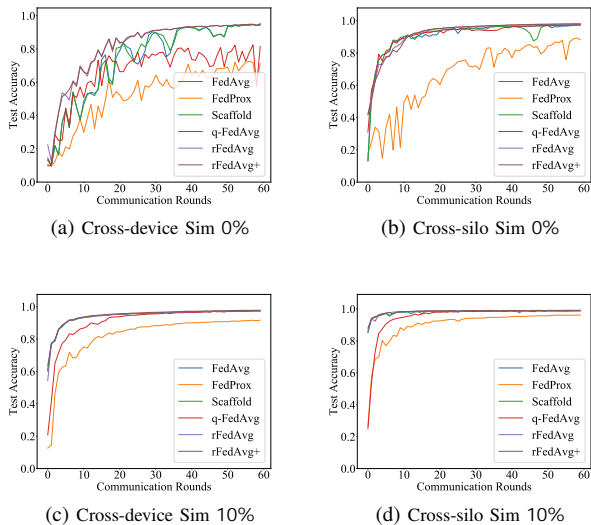 1.0
0.8
0.6
0.4
0.2
0.0
Test Accuracy
0 10 20 30 40 50 60
Communication Rounds
FedAvg
FedProx
Scaffold
q-FedAvg
rFedAvg
rFedAvg+
(a) Cross-device Sim 0%
1.0
0.8
0.6
0.4
0.2
0.0
Test Accuracy
0 10 20 30 40 50 60
Communication Rounds
FedAvg
FedProx
Scaffold
q-FedAvg
rFedAvg
rFedAvg+
(b) Cross-silo Sim 0%
1.0
0.8
0.6
0.4
0.2
0.0
Test Accuracy
0 10 20 30 40 50 60
Communication Rounds
FedAvg
FedProx
Scaffold
q-FedAvg
rFedAvg
rFedAvg+
(c) Cross-device Sim 10%
1.0
0.8
0.6
0.4
0.2
0.0
Test Accuracy
0 10 20 30 40 50 60
Communication Rounds
FedAvg
FedProx
Scaffold
q-FedAvg
rFedAvg
rFedAvg+
(d) Cross-silo Sim 10%